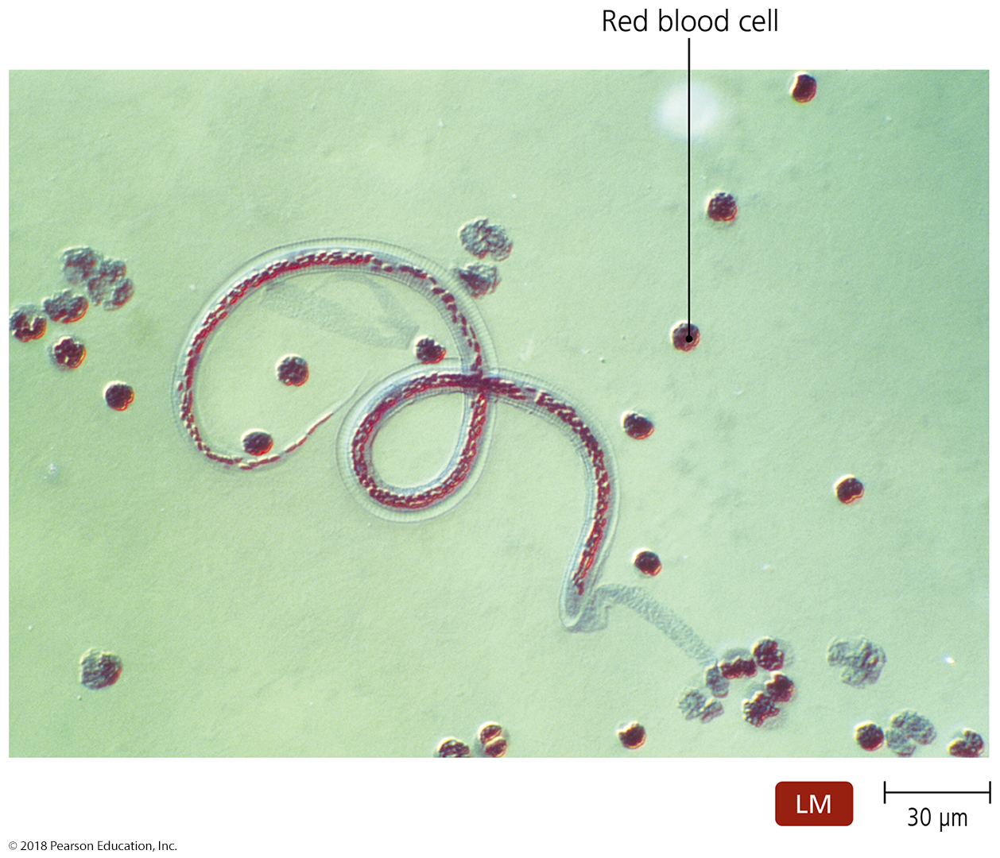 Red blood cell
LM
30 µm
© 2018 Pearson Education, Inc.